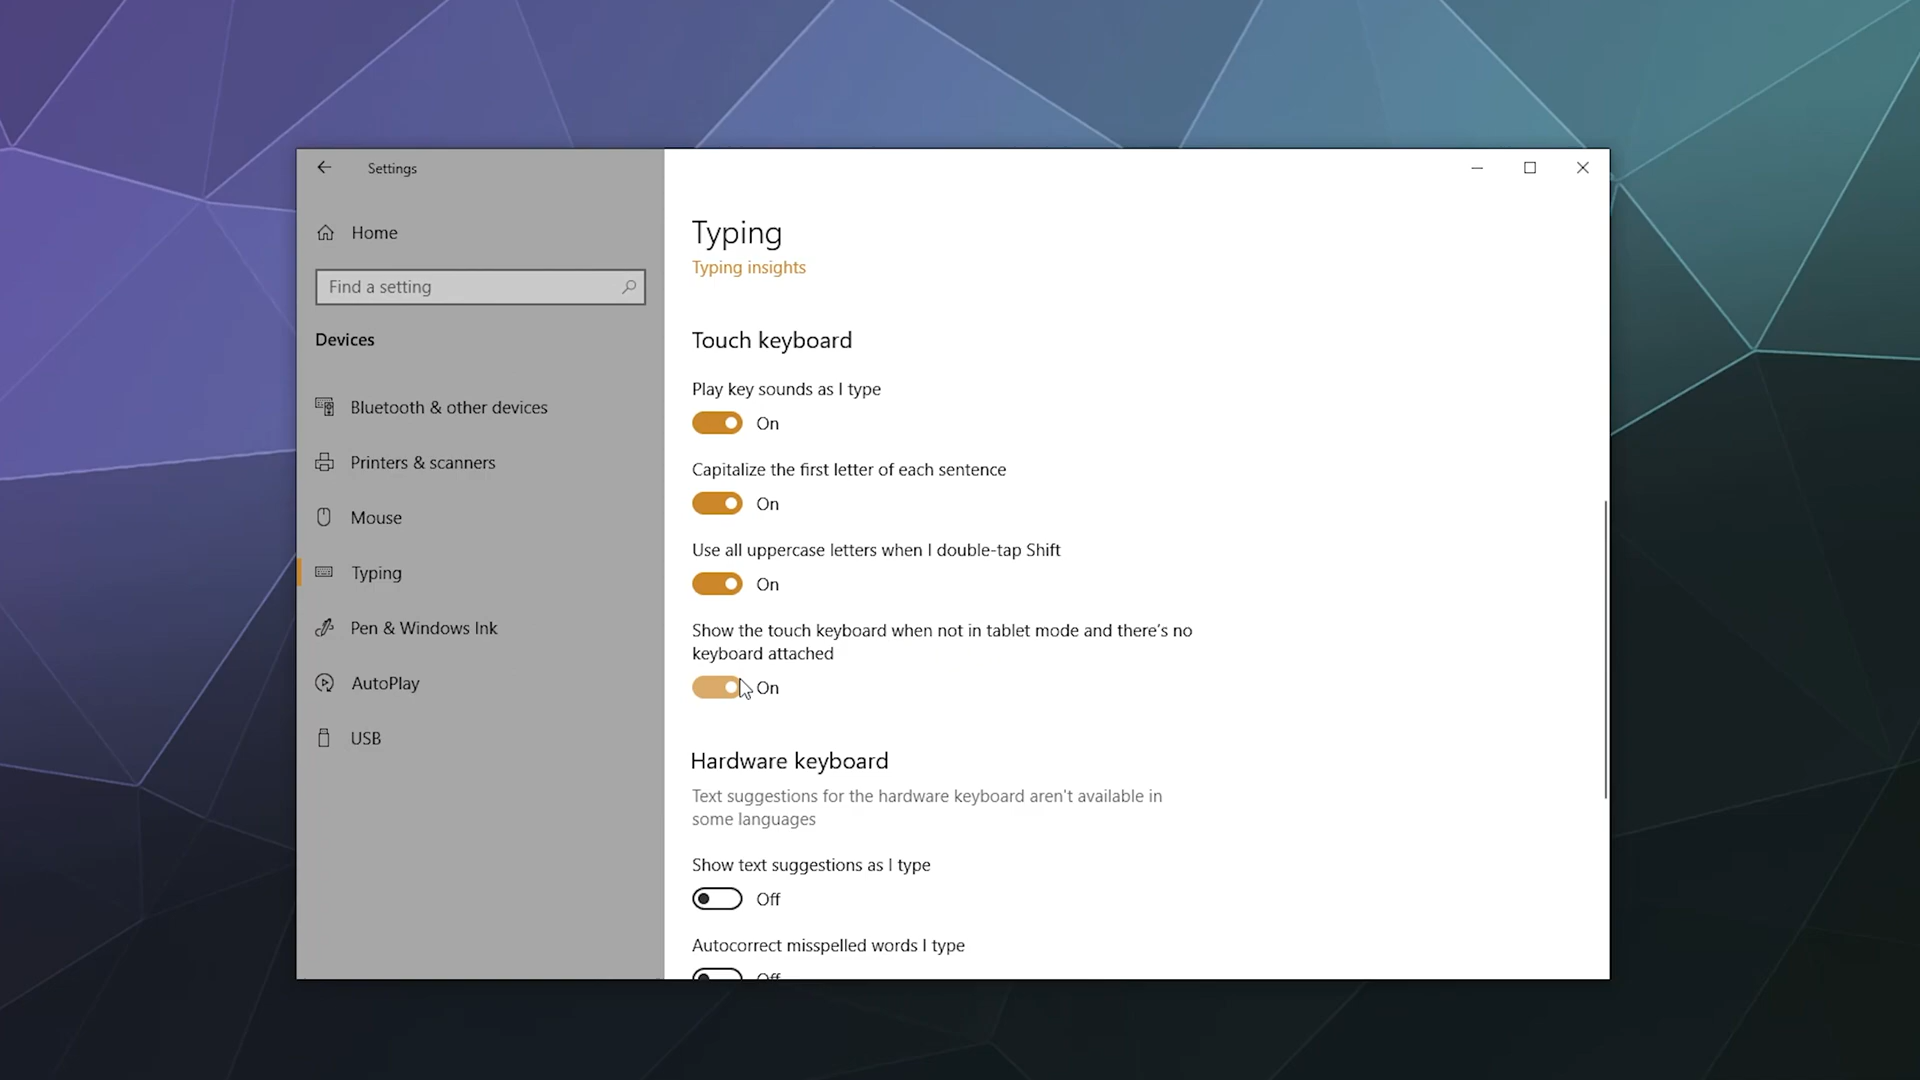 Settings
Home
Find a setting
Devices
Bluetooth & other devices
Printers & scanners
Mouse
Typing
Pen & Windows Ink
AutoPlay
USB
Typing
Typing insights
Touch keyboard
Play key sounds as I type
On
Capitalize the first letter of each sentence
On
Use all uppercase letters when I double-tap Shift
On
Show the touch keyboard when not in tablet mode and there's no
keyboard attached
On
Hardware keyboard
Text suggestions for the hardware keyboard aren't available in
some languages
Show text suggestions as I type
Off
Autocorrect misspelled words I type
Off